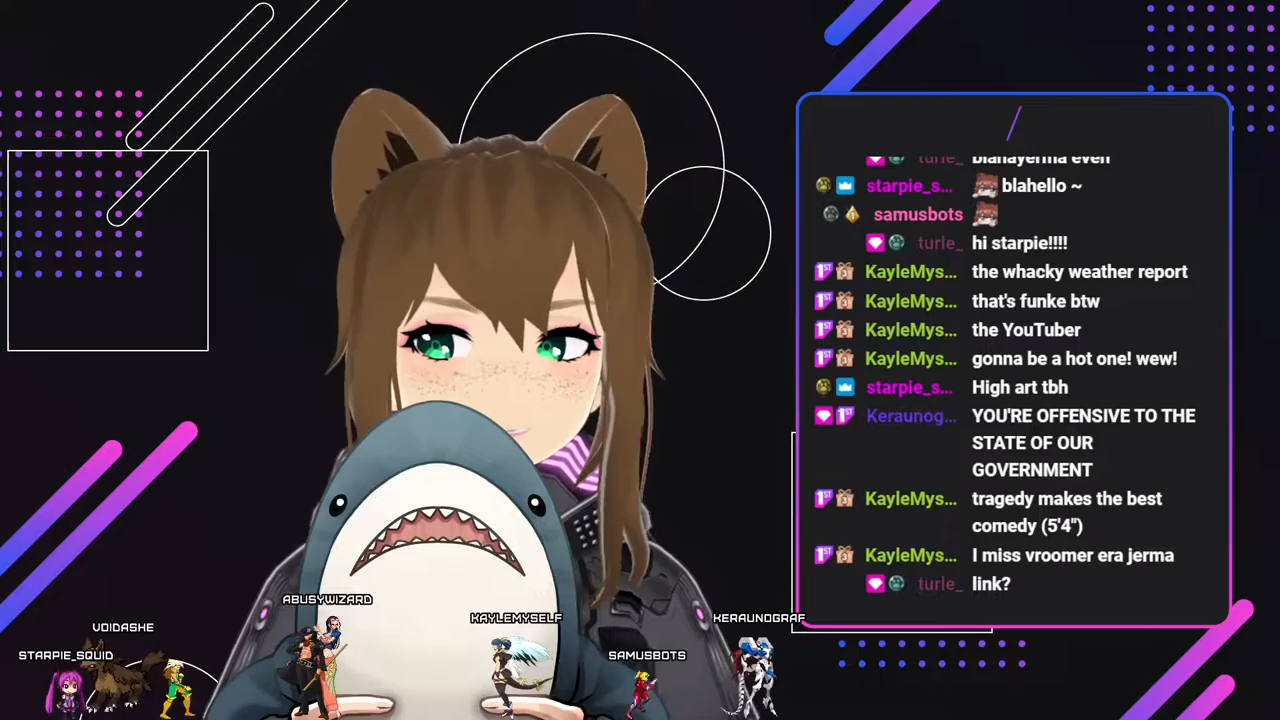 turle_ blahayerma even
starpie_s... blahello ~
samusbots
turle_ hi starpie!!!!
KayleMys... the whacky weather report
KayleMys... that's funke btw
KayleMys... the YouTuber
KayleMys... gonna be a hot one! wew!
starpie_s... High art tbh
Keraunog... YOU'RE OFFENSIVE TO THE
STATE OF OUR
GOVERNMENT
KayleMys... tragedy makes the best
comedy (5'4")
KayleMys... I miss vroomer era jerma
turle_ link?
ABUSYWIZARD
KAYLEMYSELF
KERAUNOGRAF
VOIDASHE
STARPIE_SQUID
SAMUSBOTS